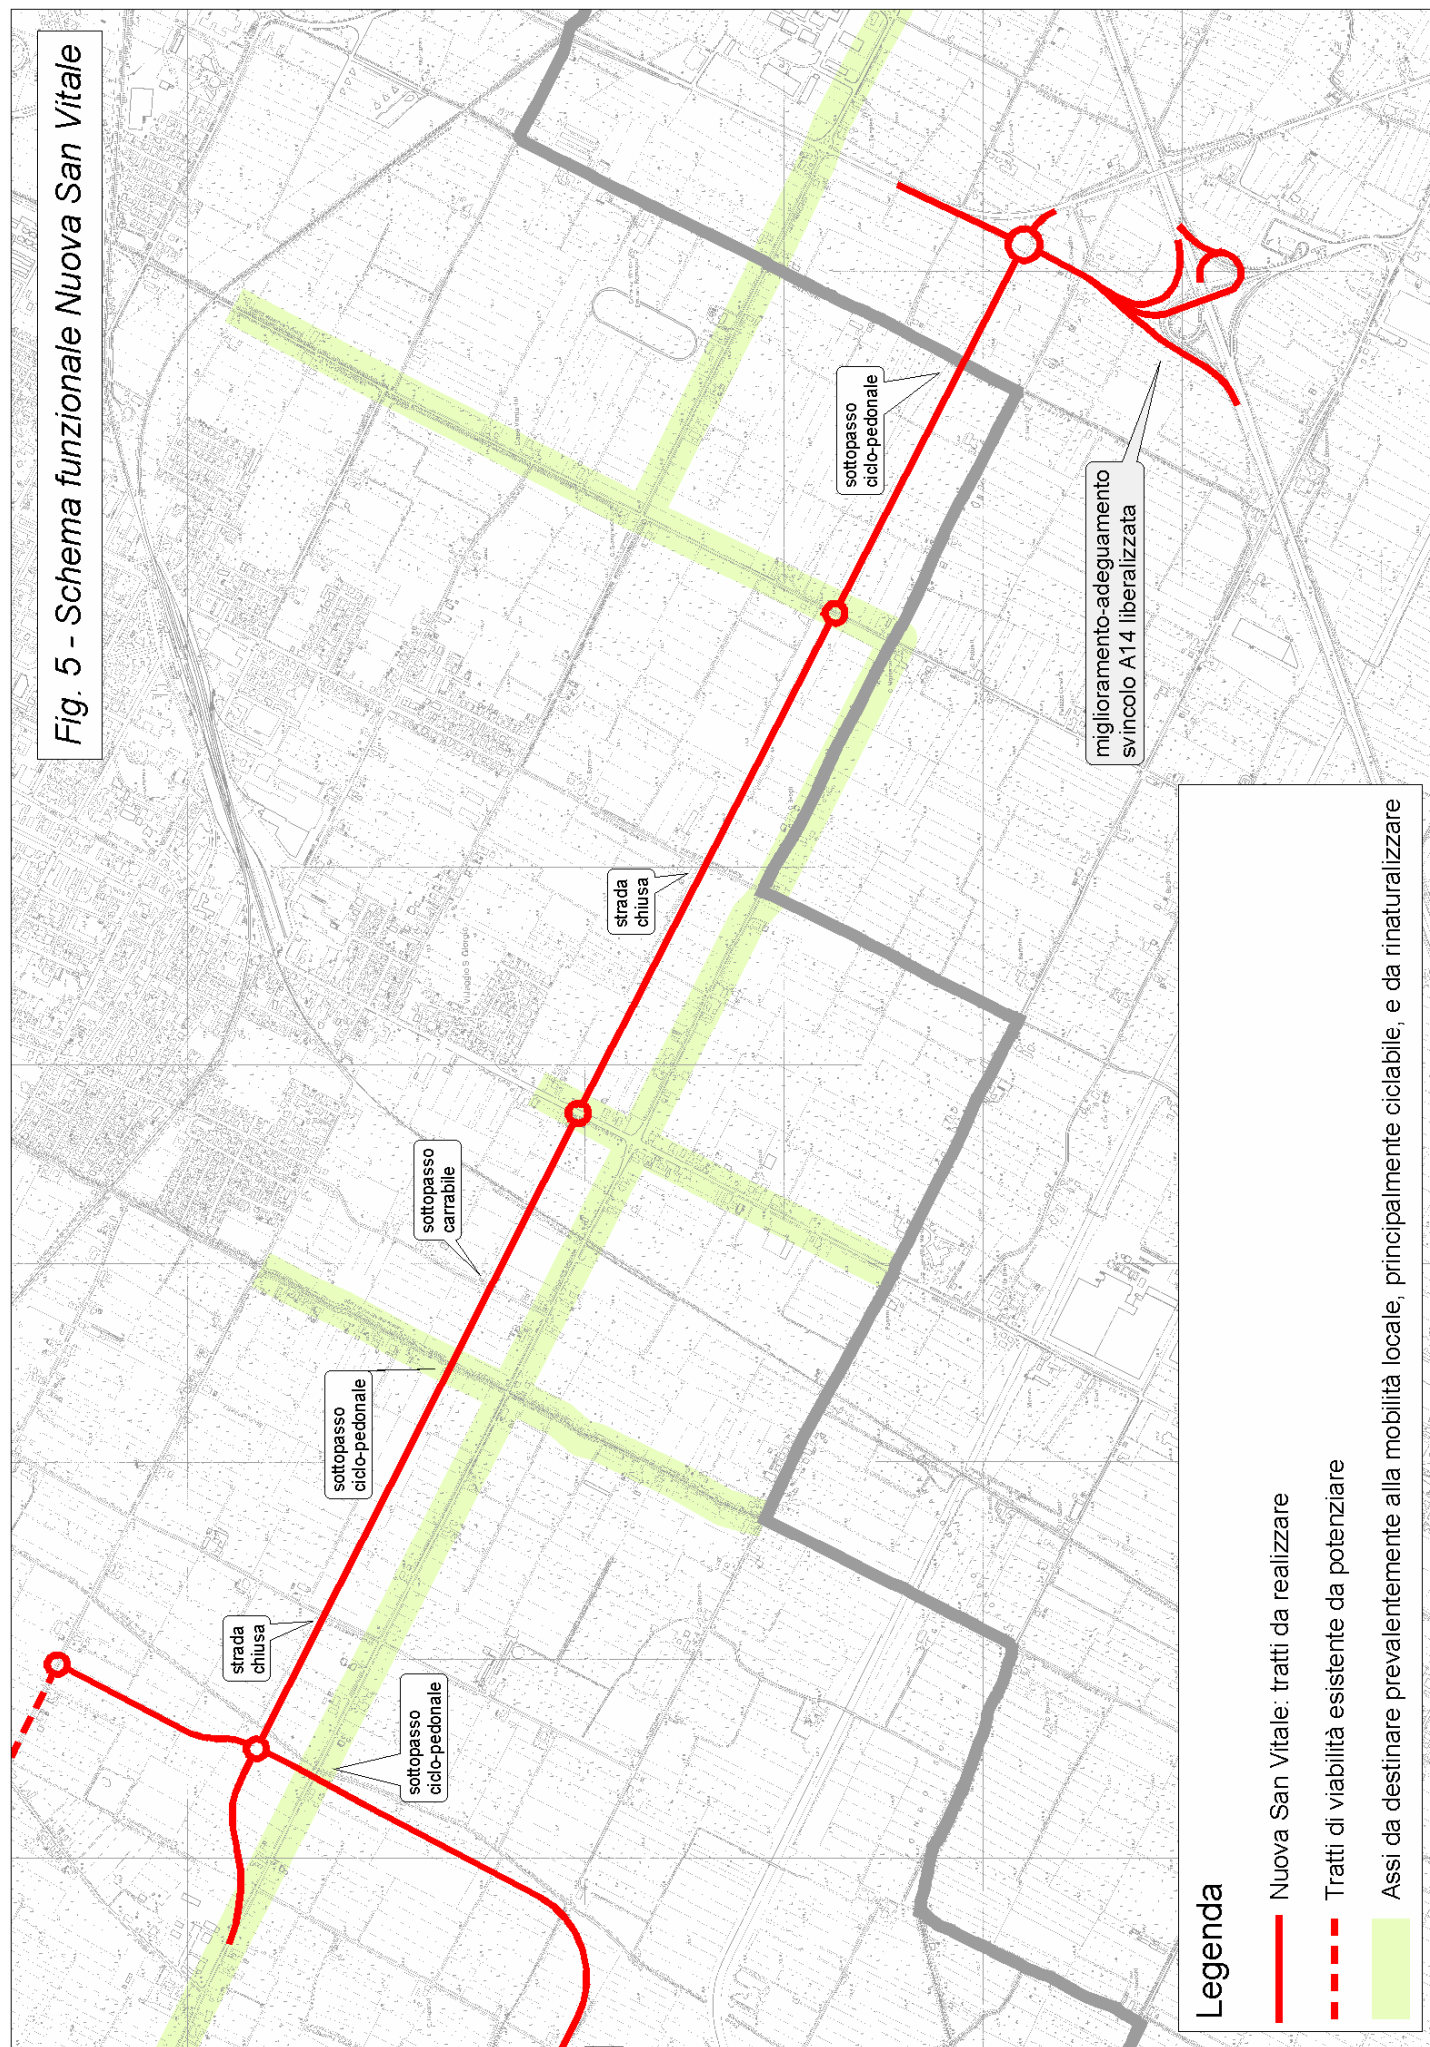 Fig. 5 - Schema funzionale Nuova San Vitale
strada
chiusa
sottopasso
ciclo-pedonale
sottopasso
ciclo-pedonale
sottopasso
carrabile
strada
chiusa
sottopasso
ciclo-pedonale
miglioramento-adeguamento
svincolo A14 liberalizzata
Villaggio S. Giorgio
Legenda
Nuova San Vitale: tratti da realizzare
Tratti di viabilità esistente da potenziare
Assi da destinare prevalentemente alla mobilità locale, principalmente ciclabile, e da rinaturalizzare